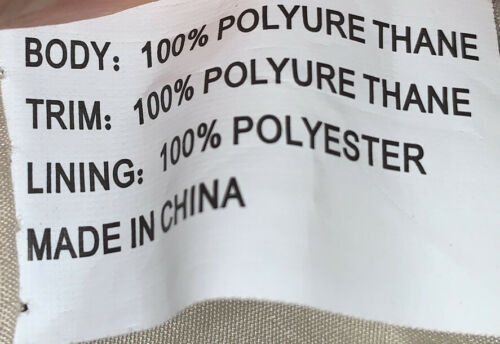 BODY: 100% POLYURE THANE
TRIM: 100% POLYURE THANE
LINING: 100% POLYESTER
MADE IN CHINA